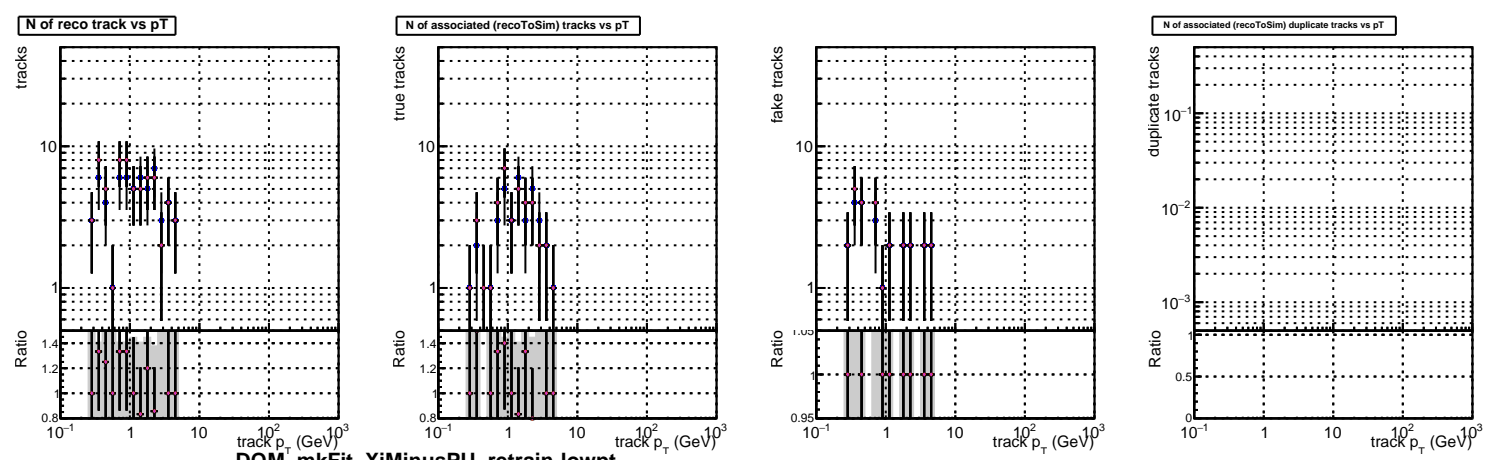 N of reco track vs pT
tracks
10
1
Ratio
1.4
1.2
1
0.8
10⁻¹ 1 10 10² 10³
track p_T (GeV)
N of associated (recoToSim) tracks vs pT
true tracks
10
1
Ratio
1.4
1.2
1
0.8
10⁻¹ 1 10 10² 10³
track p_T (GeV)
fake tracks
10
1
Ratio
1.05
1
0.95
10⁻¹ 1 10 10² 10³
track p_T (GeV)
N of associated (recoToSim) duplicate tracks vs pT
duplicate tracks
10⁻¹
10⁻²
10⁻³
Ratio
1
0.5
0
10⁻¹ 1 10 10² 10³
track p_T (GeV)
DQM_mkFit_XiMinusPU_retrain_lowpt